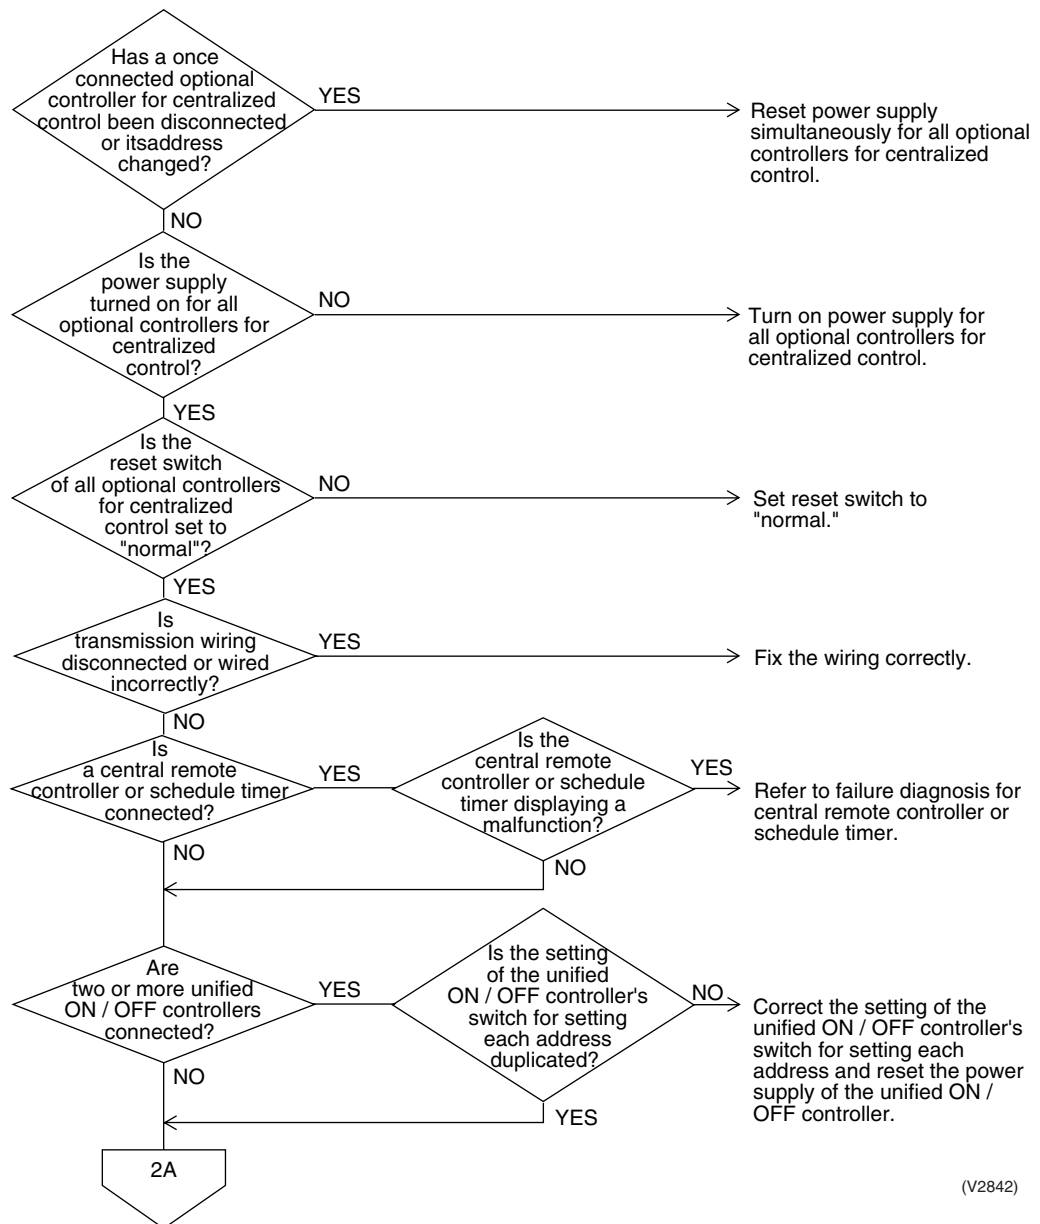 Has a once
connected optional
controller for centralized
control been disconnected
or itsaddress
changed?
YES
Reset power supply
simultaneously for all optional
controllers for centralized
control.
NO
Is the
power supply
turned on for all
optional controllers for
centralized
control?
NO
Turn on power supply for
all optional controllers for
centralized control.
YES
Is the
reset switch
of all optional controllers
for centralized
control set to
"normal"?
NO
Set reset switch to
"normal."
YES
Is
transmission wiring
disconnected or wired
incorrectly?
YES
Fix the wiring correctly.
NO
Is
a central remote
controller or schedule timer
connected?
YES
Is the
central remote
controller or schedule
timer displaying a
malfunction?
YES
Refer to failure diagnosis for
central remote controller or
schedule timer.
NO
NO
Are
two or more unified
ON / OFF controllers
connected?
YES
Is the setting
of the unified
ON / OFF controller's
switch for setting
each address
duplicated?
NO
Correct the setting of the
unified ON / OFF controller's
switch for setting each
address and reset the power
supply of the unified ON /
OFF controller.
NO
YES
2A
(V2842)